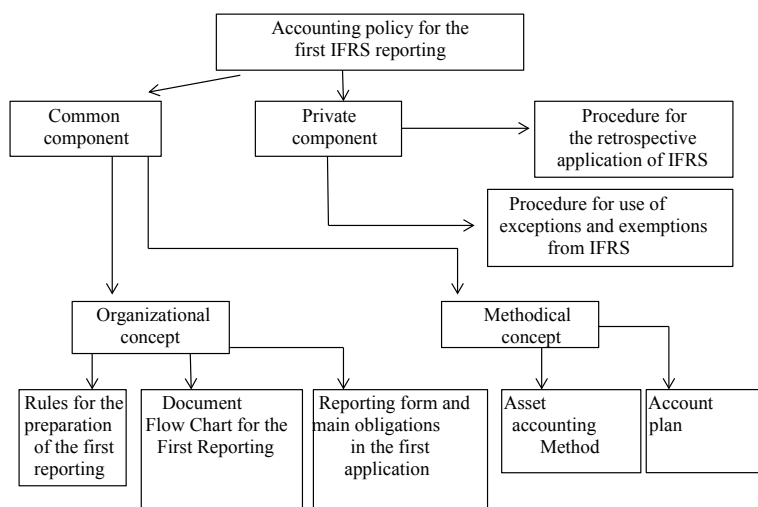 Accounting policy for the
first IFRS reporting
Common
component
Private
component
Procedure for
the retrospective
application of IFRS
Procedure for use of
exceptions and exemptions
from IFRS
Organizational
concept
Methodical
concept
Rules for the
preparation
of the first
reporting
Document
Flow Chart for the
First Reporting
Reporting form and
main obligations
in the first
application
Asset
accounting
Method
Account
plan